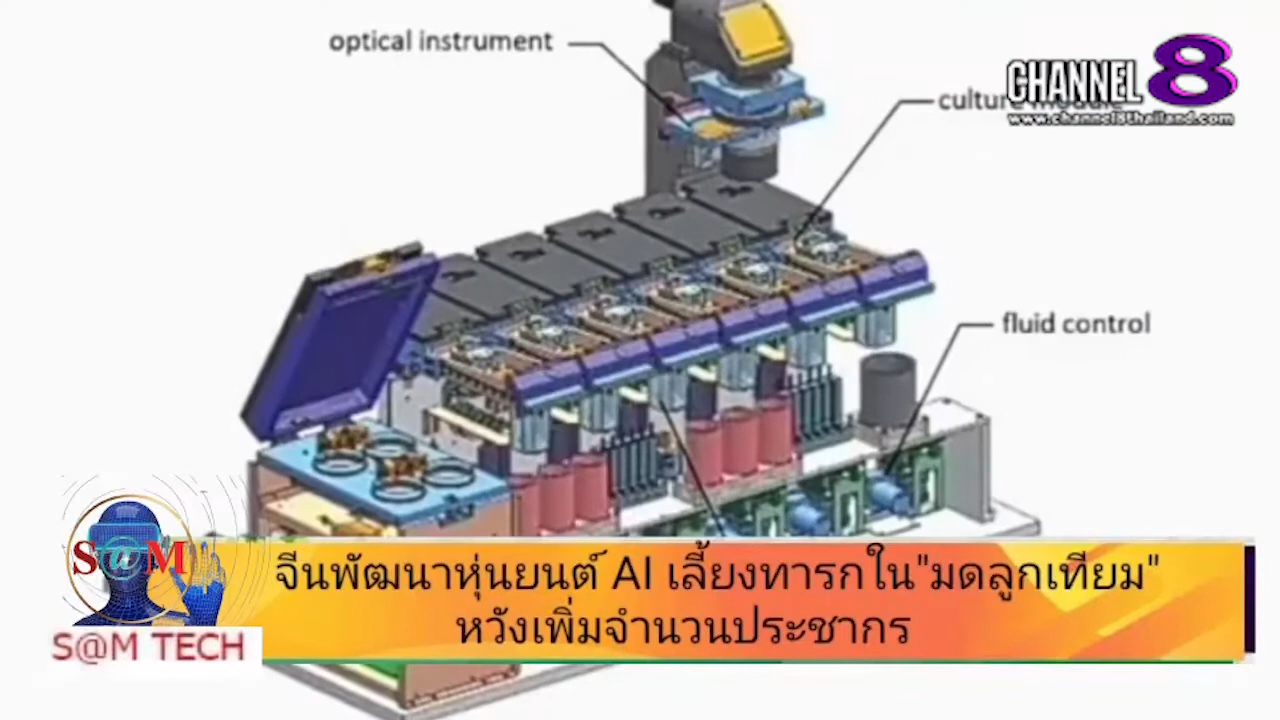 optical instrument
CHANNEL 8
culture module
www.channel8thailand.com
fluid control
S@M
จีนพัฒนาหุ่นยนต์ AI เลี้ยงทารกใน"มดลูกเทียม"
หวังเพิ่มจำนวนประชากร
S@M TECH